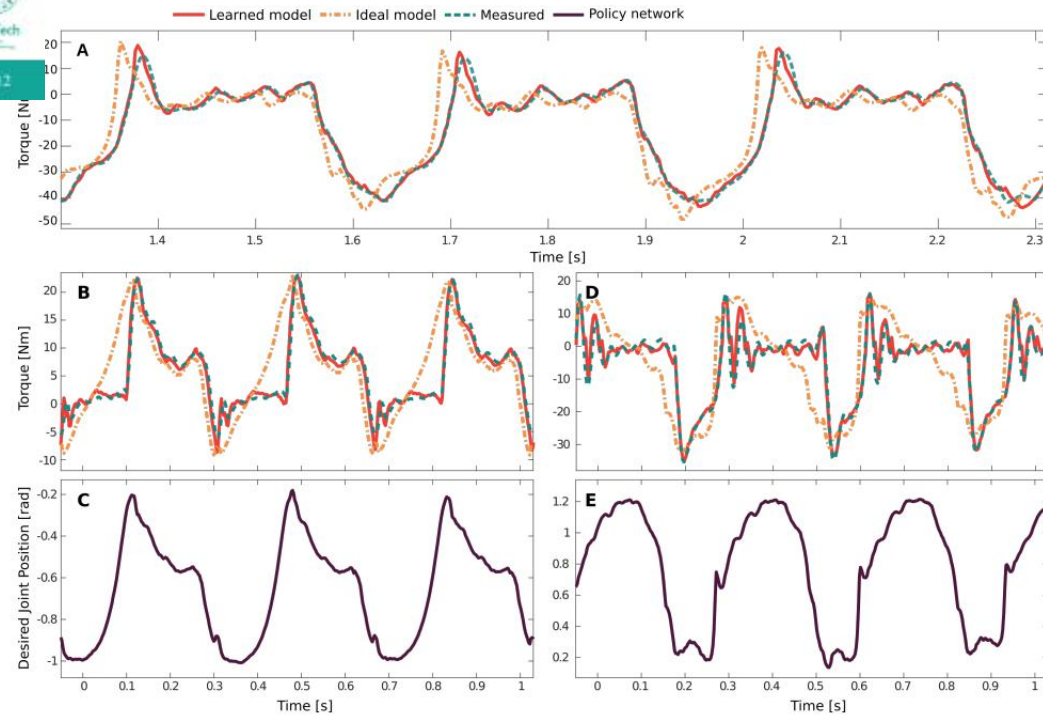 Learned model Ideal model Measured Policy network
A
20
10
0
-10
-20
-30
-40
-50
1.4 1.5 1.6 1.7 1.8 1.9 2 2.1 2.2 2.3
Time [s]
B
Torque [Nm]
20
15
10
5
0
-5
-10
D
20
10
0
-10
-20
-30
C
Desired Joint Position [rad]
-0.2
-0.4
-0.6
-0.8
-1
0 0.1 0.2 0.3 0.4 0.5 0.6 0.7 0.8 0.9 1
Time [s]
E
1.2
1
0.8
0.6
0.4
0.2
0 0.1 0.2 0.3 0.4 0.5 0.6 0.7 0.8 0.9 1
Time [s]